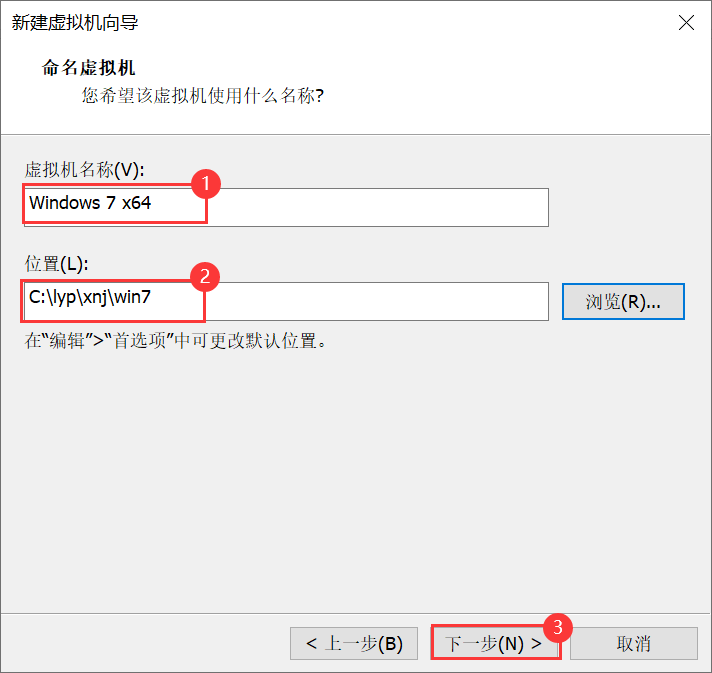 新建虚拟机向导
命名虚拟机
您希望该虚拟机使用什么名称?
虚拟机名称(V):
1
Windows 7 x64
位置(L):
2
C:\lyp\xnj\win7
浏览(R)...
在“编辑”>“首选项”中可更改默认位置。
3
< 上一步(B)
下一步(N) >
取消